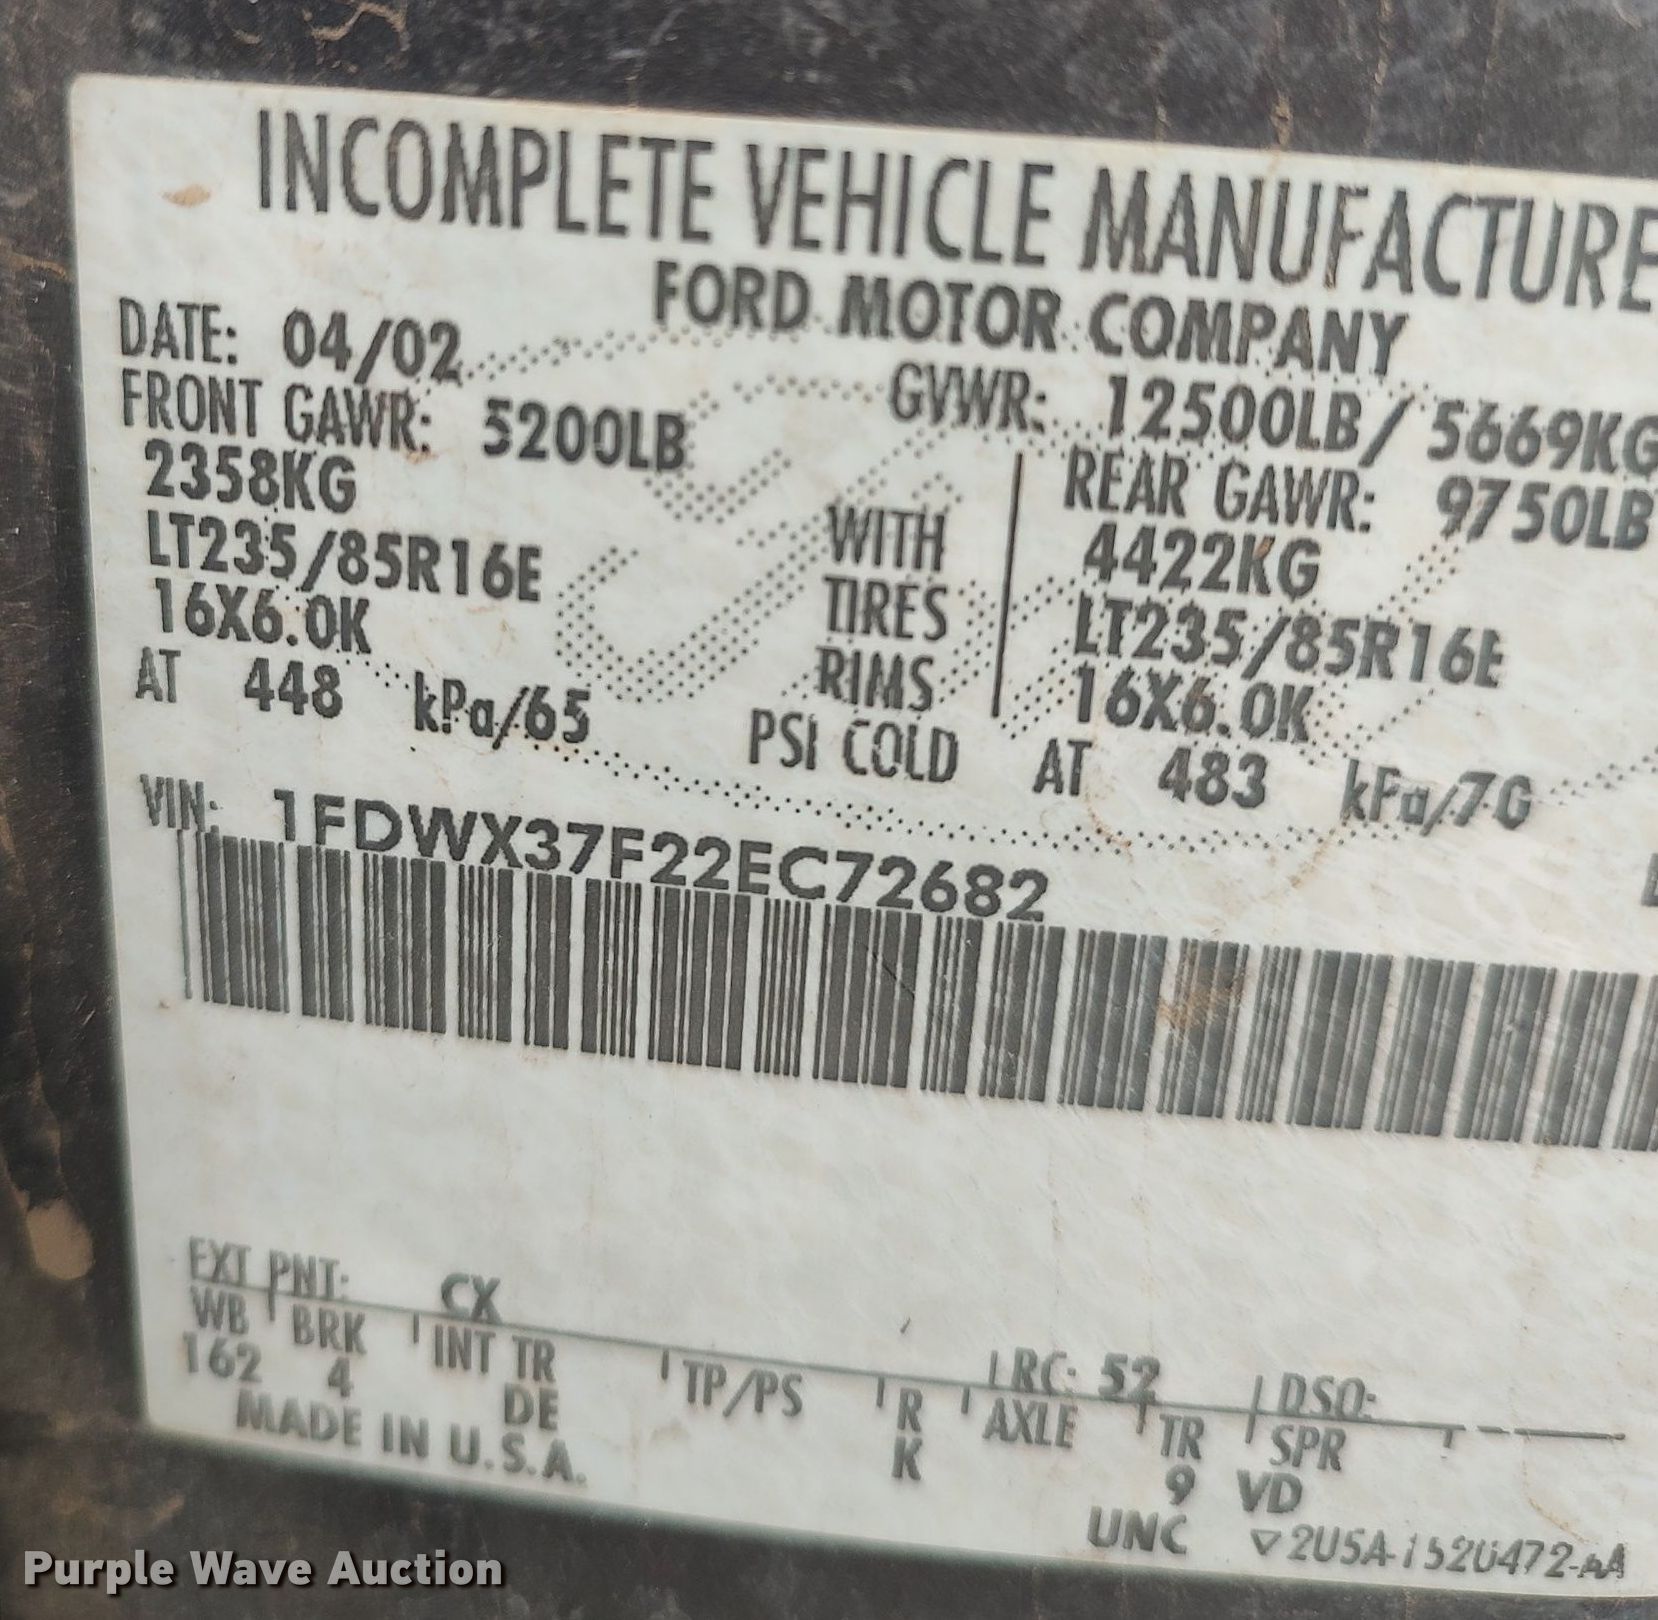 INCOMPLETE VEHICLE MANUFACTURE
FORD MOTOR COMPANY
DATE: 04/02
GVWR: 12500LB/ 5669KG
FRONT GAWR: 5200LB
REAR GAWR: 9750LB
2358KG
WITH
4422KG
LT235/85R16E
TIRES
LT235/85R16E
16X6.0K
RIMS
16X6.0K
AT 448 kPa/65
PSI COLD
AT 483 kPa/70
VIN: 1FDWX37F22EC72682
EXT PNT: CX
RC: 52 DSO:
WB BRK INT TR TP/PS R AXLE TR SPR
162 4 DE K 9 VD
MADE IN U.S.A.
UNC ▽2U5A-1520472-AA
Purple Wave Auction